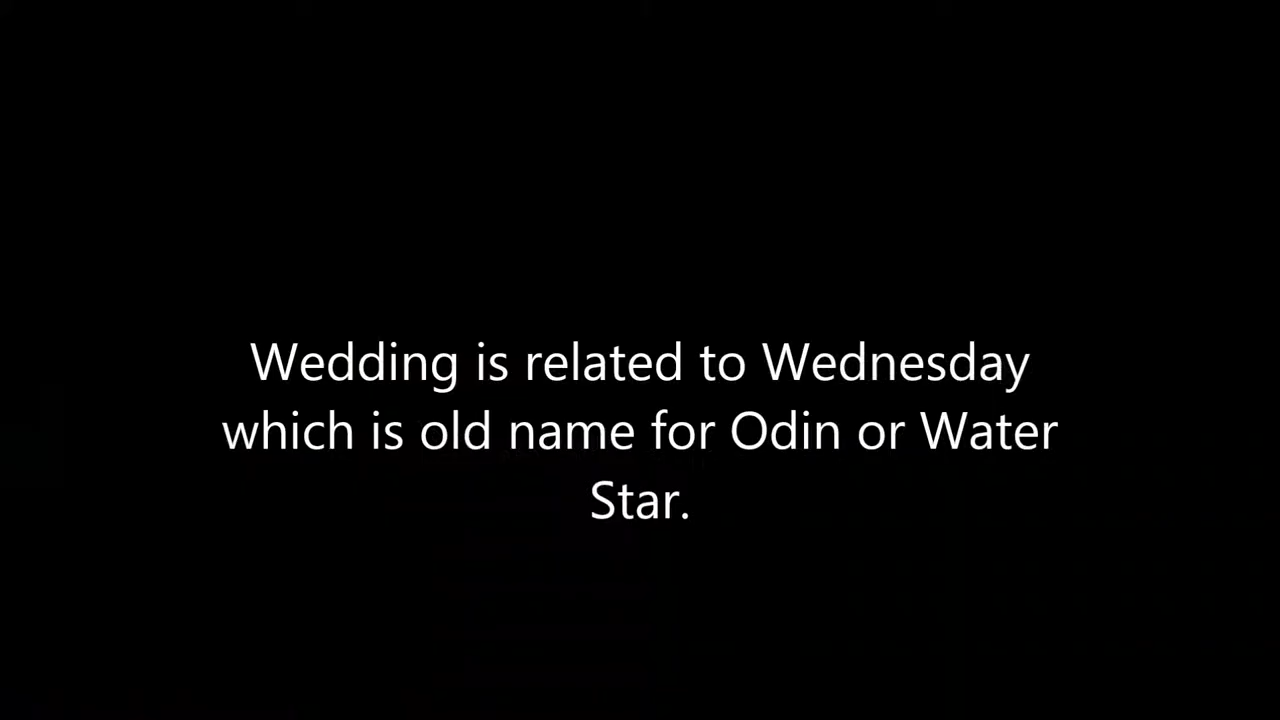 Wedding is related to Wednesday
which is old name for Odin or Water
Star.